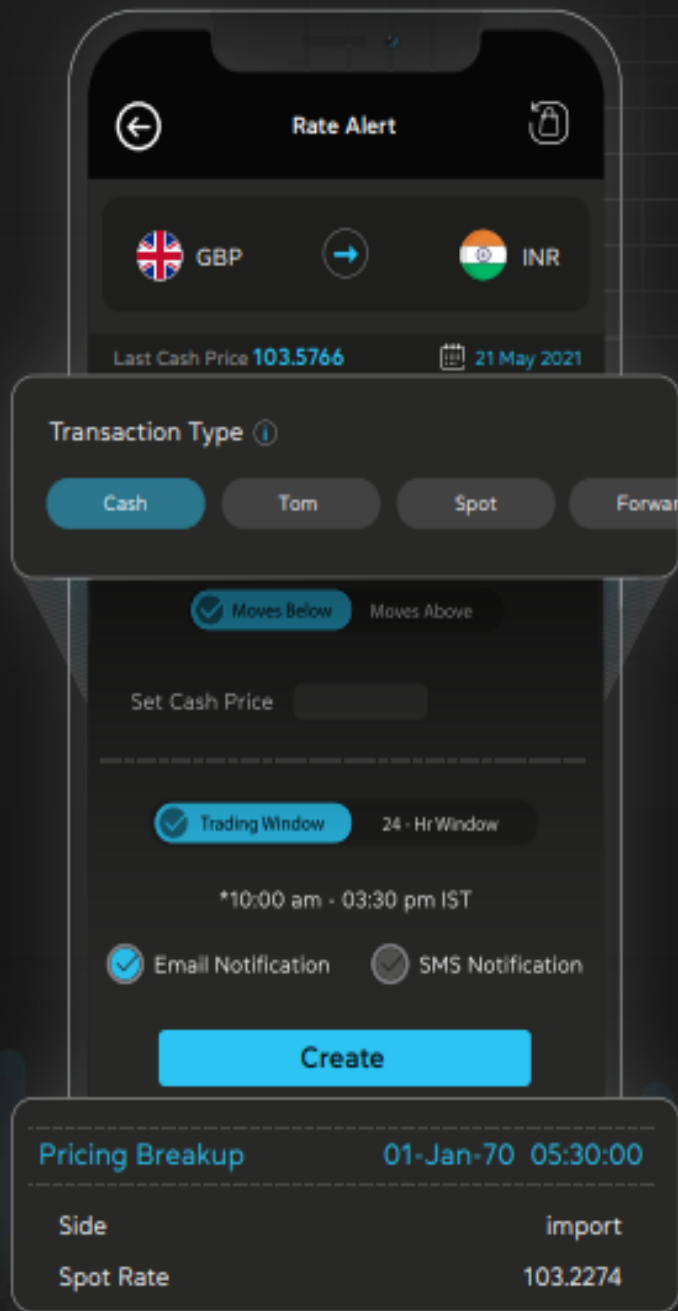 Rate Alert
GBP INR
Last Cash Price 103.5766 21 May 2021
Transaction Type
Cash Tom Spot Forwar
Moves Below Moves Above
Set Cash Price
Trading Window 24 - Hr Window
*10:00 am - 03:30 pm IST
Email Notification SMS Notification
Create
Pricing Breakup 01-Jan-70 05:30:00
Side import
Spot Rate 103.2274